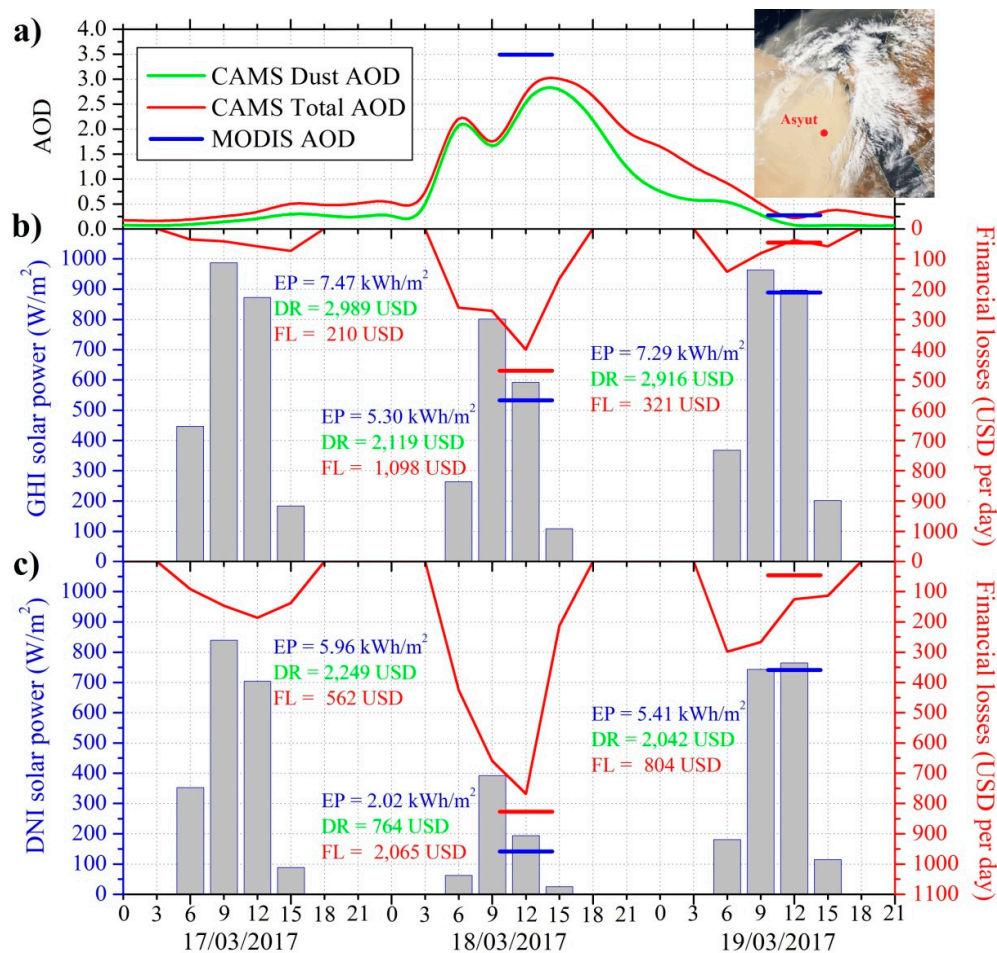 a)
AOD
4.0
3.5
3.0
2.5
2.0
1.5
1.0
0.5
0.0
CAMS Dust AOD
CAMS Total AOD
MODIS AOD
Asyut
b)
GHI solar power (W/m²)
1000
900
800
700
600
500
400
300
200
100
0
EP = 7.47 kWh/m²
DR = 2,989 USD
FL = 210 USD
EP = 5.30 kWh/m²
DR = 2,119 USD
FL = 1,098 USD
EP = 7.29 kWh/m²
DR = 2,916 USD
FL = 321 USD
0
100
200
300
400
500
600
700
800
900
1000
Financial losses (USD per day)
c)
DNI solar power (W/m²)
1000
900
800
700
600
500
400
300
200
100
0
EP = 5.96 kWh/m²
DR = 2,249 USD
FL = 562 USD
EP = 2.02 kWh/m²
DR = 764 USD
FL = 2,065 USD
EP = 5.41 kWh/m²
DR = 2,042 USD
FL = 804 USD
0
100
200
300
400
500
600
700
800
900
1000
1100
Financial losses (USD per day)
0 3 6 9 12 15 18 21 0 3 6 9 12 15 18 21 0 3 6 9 12 15 18 21
17/03/2017 18/03/2017 19/03/2017